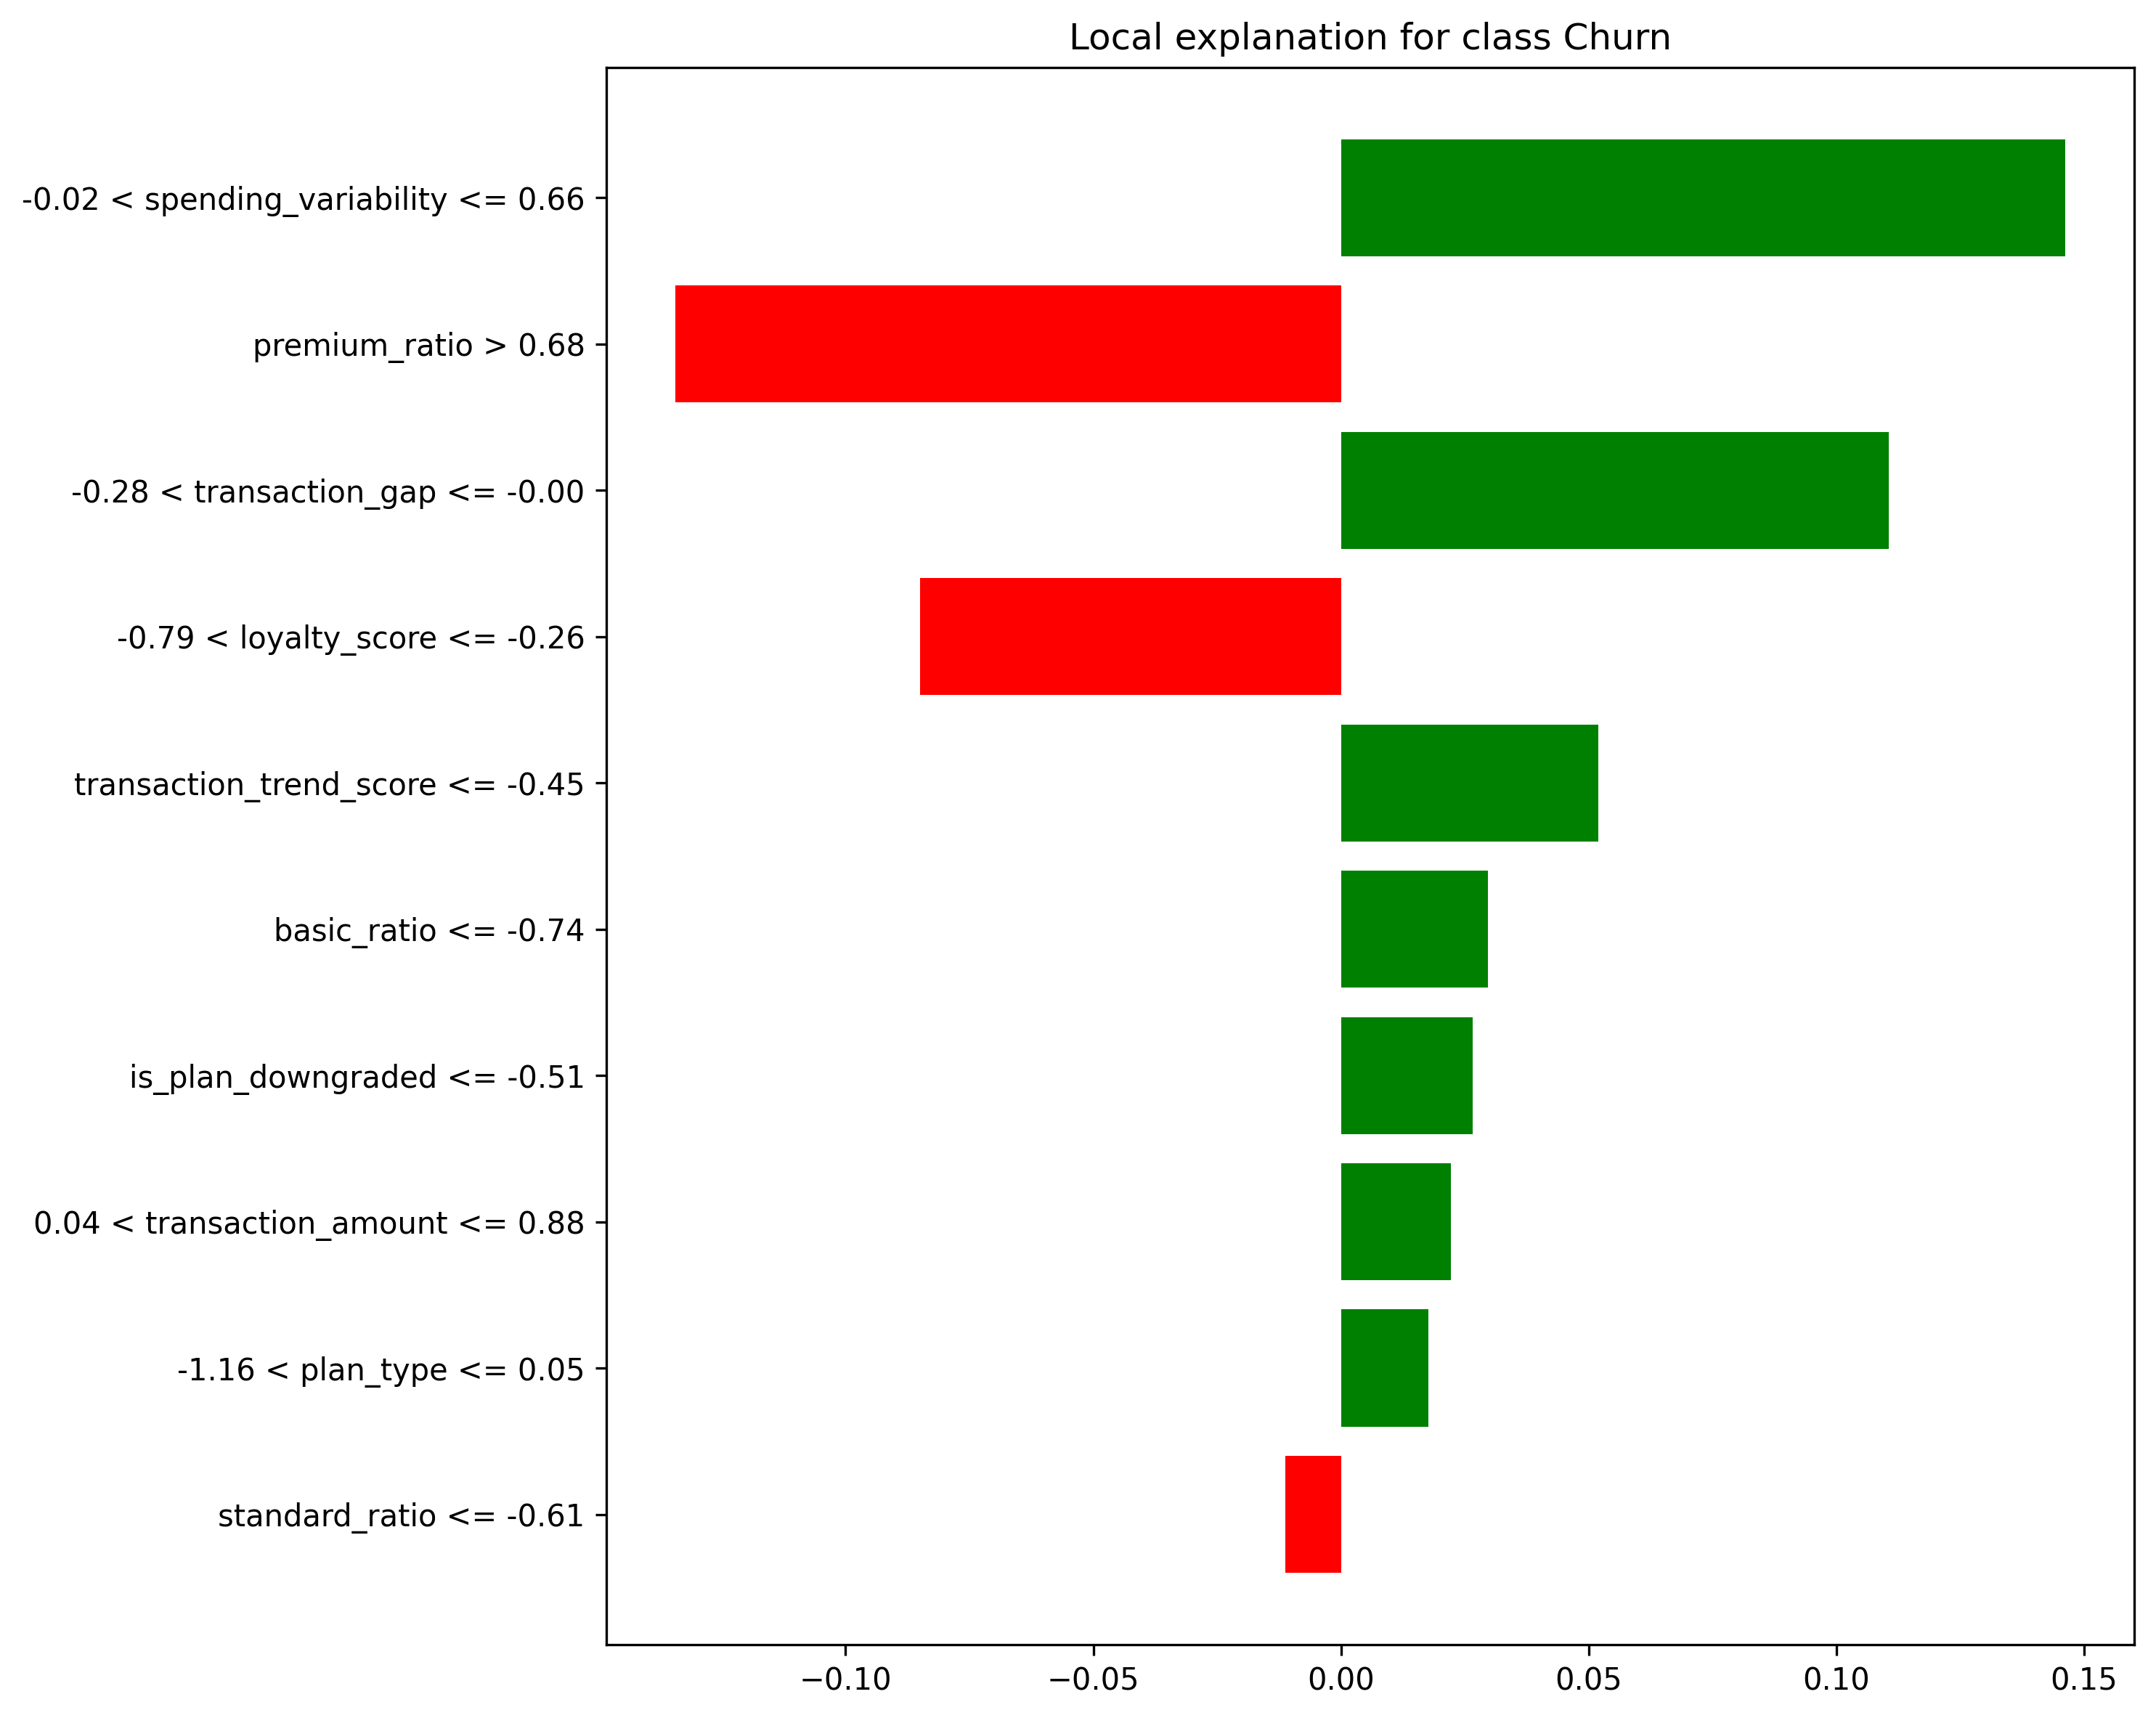 Local explanation for class Churn
-0.02 < spending_variability <= 0.66
premium_ratio > 0.68
-0.28 < transaction_gap <= -0.00
-0.79 < loyalty_score <= -0.26
transaction_trend_score <= -0.45
basic_ratio <= -0.74
is_plan_downgraded <= -0.51
0.04 < transaction_amount <= 0.88
-1.16 < plan_type <= 0.05
standard_ratio <= -0.61
−0.10 −0.05 0.00 0.05 0.10 0.15